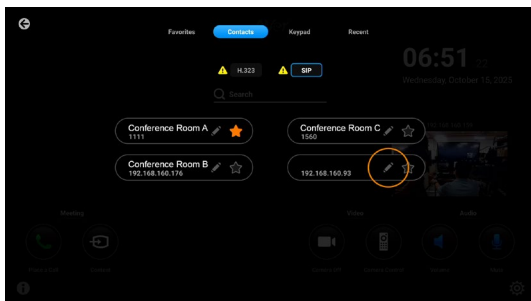 Favorites
Contacts
Keypad
Recent
H.323
SIP
06:51
Wednesday, October 15, 2025
Search
Conference Room A
1111
Conference Room C
1560
Conference Room B
192.168.160.176
192.168.160.93
Meeting
Video
Audio